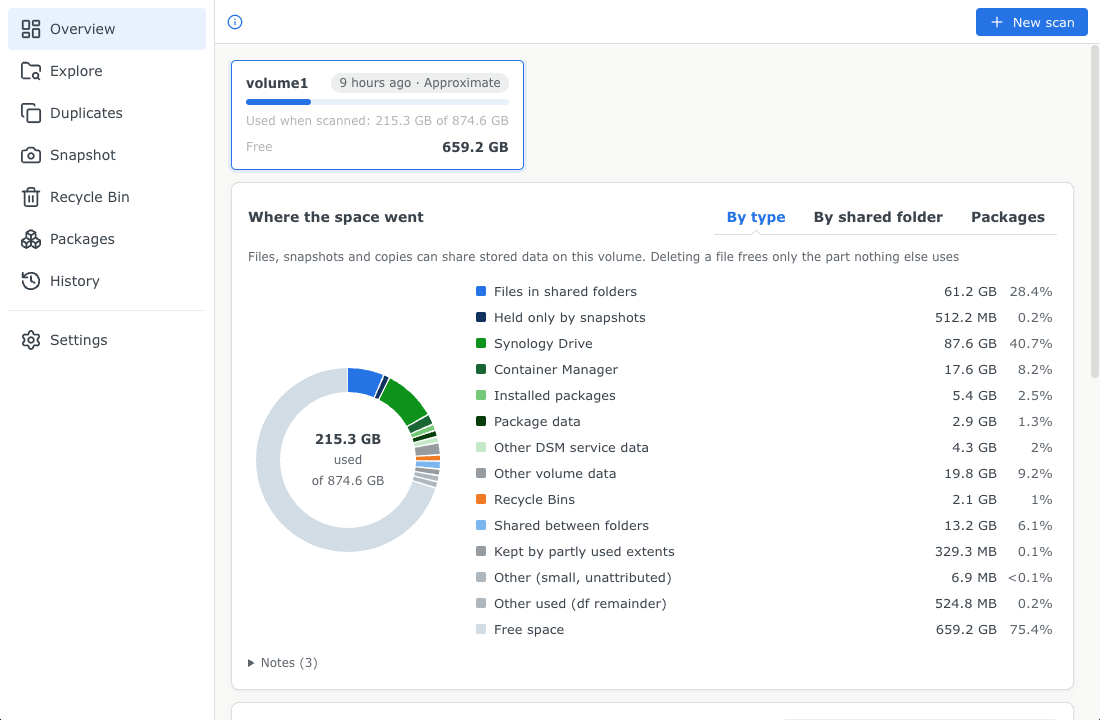 Overview
Explore
Duplicates
Snapshot
Recycle Bin
Packages
History
Settings
New scan
volume1 9 hours ago · Approximate
Used when scanned: 215.3 GB of 874.6 GB
Free 659.2 GB
Where the space went By type By shared folder Packages
Files, snapshots and copies can share stored data on this volume. Deleting a file frees only the part nothing else uses
215.3 GB
used
of 874.6 GB
Files in shared folders 61.2 GB 28.4%
Held only by snapshots 512.2 MB 0.2%
Synology Drive 87.6 GB 40.7%
Container Manager 17.6 GB 8.2%
Installed packages 5.4 GB 2.5%
Package data 2.9 GB 1.3%
Other DSM service data 4.3 GB 2%
Other volume data 19.8 GB 9.2%
Recycle Bins 2.1 GB 1%
Shared between folders 13.2 GB 6.1%
Kept by partly used extents 329.3 MB 0.1%
Other (small, unattributed) 6.9 MB <0.1%
Other used (df remainder) 524.8 MB 0.2%
Free space 659.2 GB 75.4%
Notes (3)